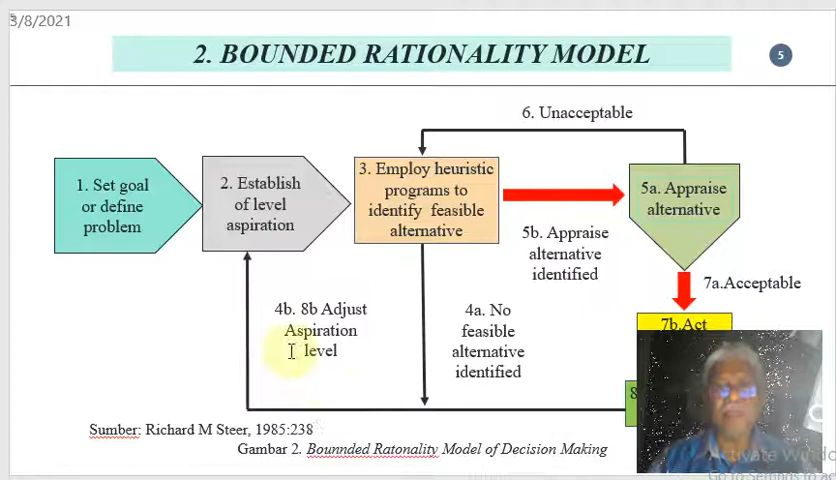 3/8/2021
2. BOUNDED RATIONALITY MODEL
5
6. Unacceptable
1. Set goal
or define
problem
2. Establish
of level
aspiration
3. Employ heuristic
programs to
identify feasible
alternative
5a. Appraise
alternative
5b. Appraise
alternative
identified
7a.Acceptable
7b.Act
4b. 8b Adjust
Aspiration
level
4a. No
feasible
alternative
identified
Sumber: Richard M Steer, 1985:238
Gambar 2. Bounnded Ratonality Model of Decision Making
Activate Windo